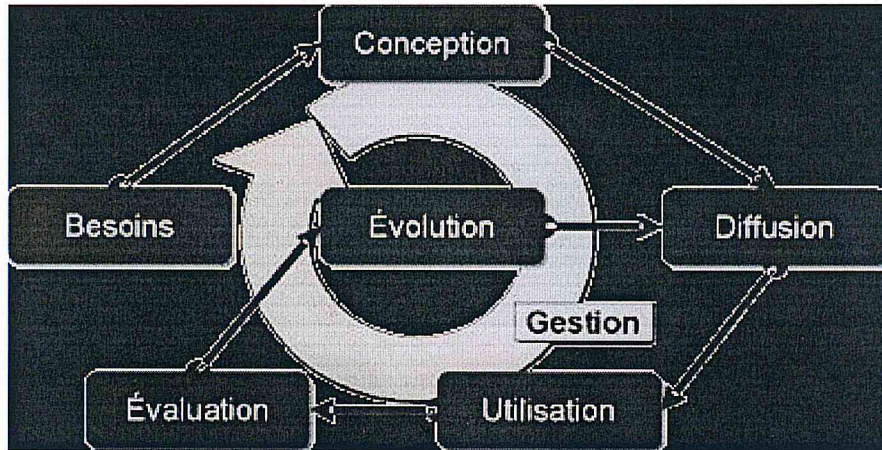 Conception
Besoins
Évolution
Diffusion
Gestion
Évaluation
Utilisation